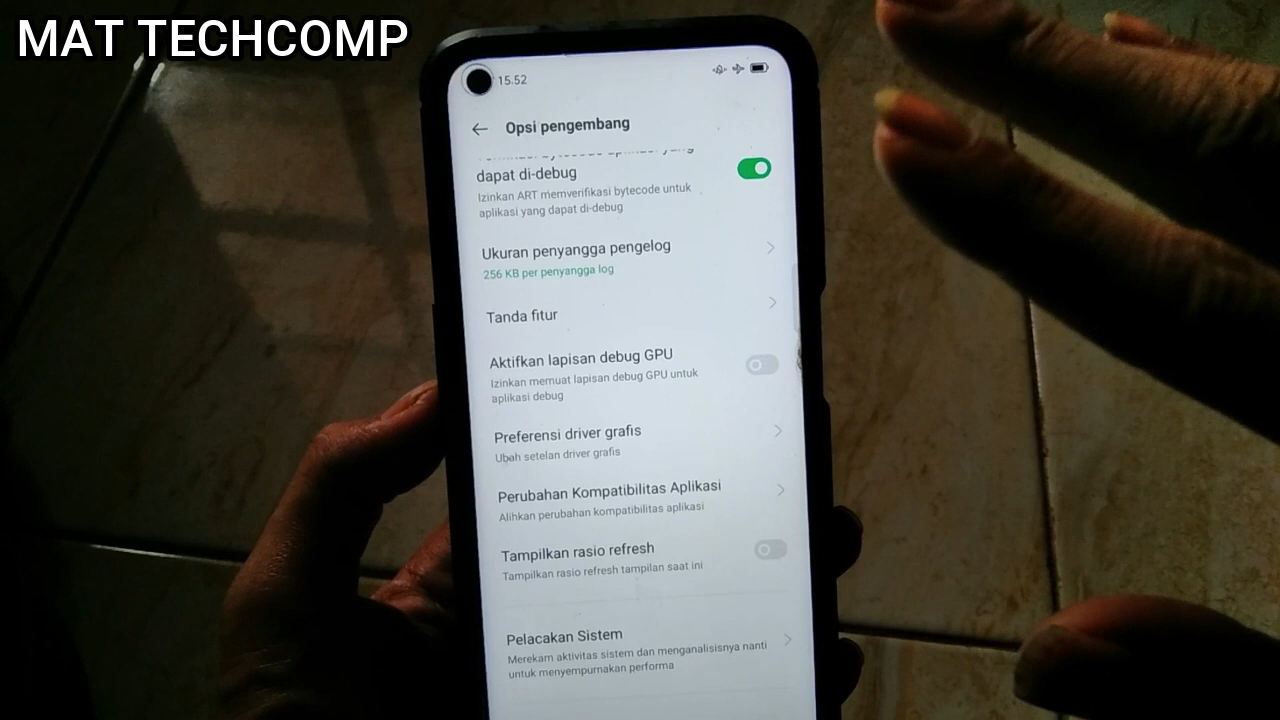 MAT TECHCOMP
15.52
Opsi pengembang
dapat di-debug
Izinkan ART memverifikasi bytecode untuk
aplikasi yang dapat di-debug
Ukuran penyangga pengelog
256 KB per penyangga log
Tanda fitur
Aktifkan lapisan debug GPU
Izinkan memuat lapisan debug GPU untuk
aplikasi debug
Preferensi driver grafis
Ubah setelan driver grafis
Perubahan Kompatibilitas Aplikasi
Alihkan perubahan kompatibilitas aplikasi
Tampilkan rasio refresh
Tampilkan rasio refresh tampilan saat ini
Pelacakan Sistem
Merekam aktivitas sistem dan menganalisisnya nanti
untuk menyempurnakan performa